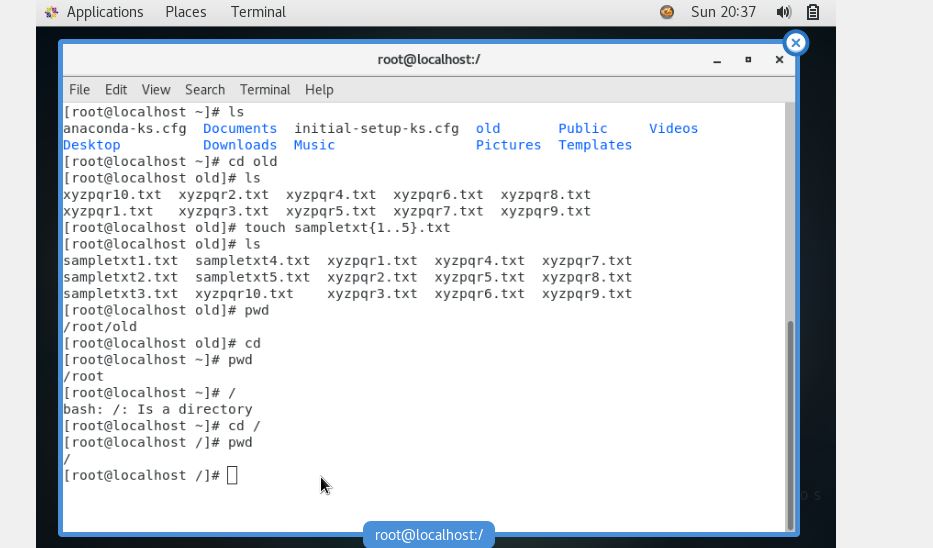 Applications Places Terminal Sun 20:37
root@localhost:/
File Edit View Search Terminal Help
[root@localhost ~]# ls
anaconda-ks.cfg Documents initial-setup-ks.cfg old Public Videos
Desktop Downloads Music Pictures Templates
[root@localhost ~]# cd old
[root@localhost old]# ls
xyzpqr10.txt xyzpqr2.txt xyzpqr4.txt xyzpqr6.txt xyzpqr8.txt
xyzpqr1.txt xyzpqr3.txt xyzpqr5.txt xyzpqr7.txt xyzpqr9.txt
[root@localhost old]# touch sampletxt{1..5}.txt
[root@localhost old]# ls
sampletxt1.txt sampletxt4.txt xyzpqr1.txt xyzpqr4.txt xyzpqr7.txt
sampletxt2.txt sampletxt5.txt xyzpqr2.txt xyzpqr5.txt xyzpqr8.txt
sampletxt3.txt xyzpqr10.txt xyzpqr3.txt xyzpqr6.txt xyzpqr9.txt
[root@localhost old]# pwd
/root/old
[root@localhost old]# cd
[root@localhost ~]# pwd
/root
[root@localhost ~]# /
bash: /: Is a directory
[root@localhost ~]# cd /
[root@localhost /]# pwd
/
[root@localhost /]#
root@localhost:/